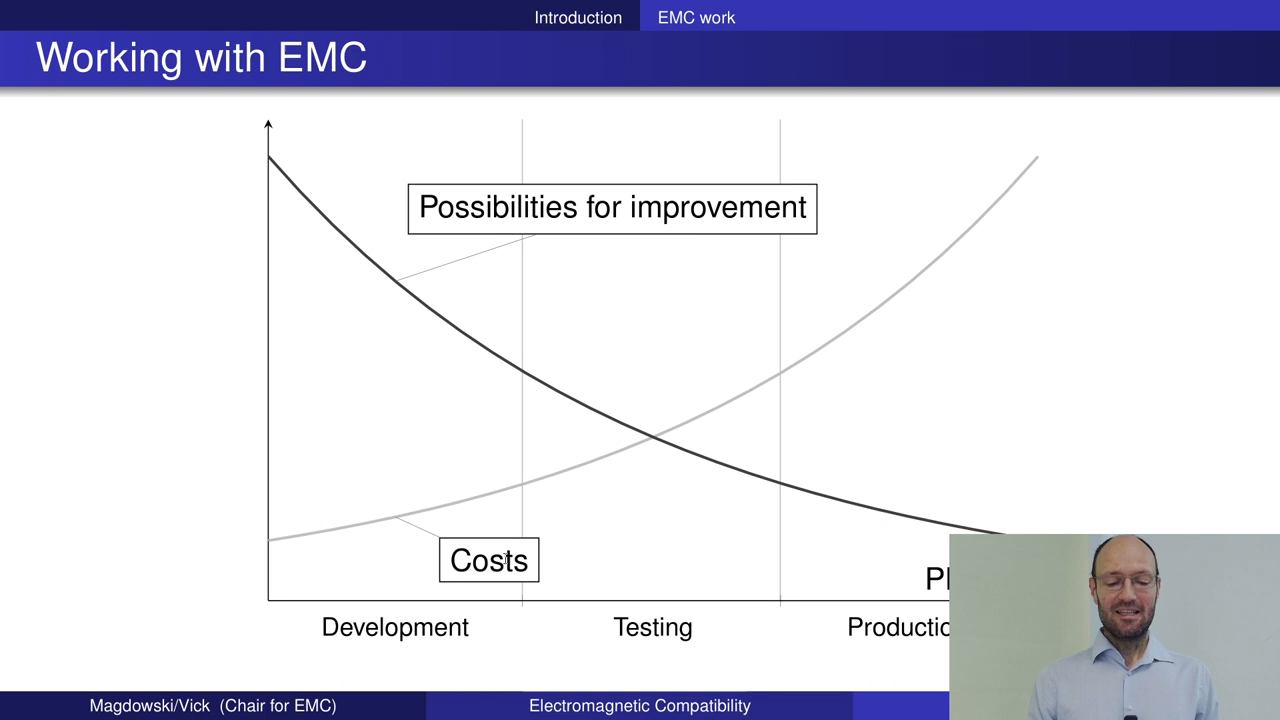 Introduction EMC work
Working with EMC
Possibilities for improvement
Costs
Development Testing
Magdowski/Vick (Chair for EMC) Electromagnetic Compatibility